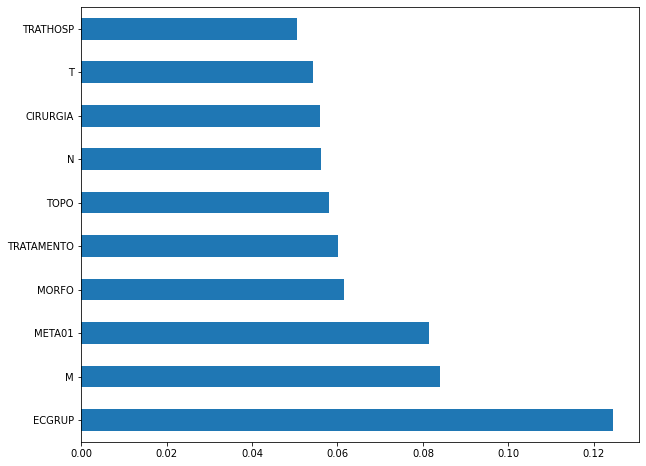 TRATHOSP
T
CIRURGIA
N
TOPO
TRATAMENTO
MORFO
META01
M
ECGRUP
0.00 0.02 0.04 0.06 0.08 0.10 0.12